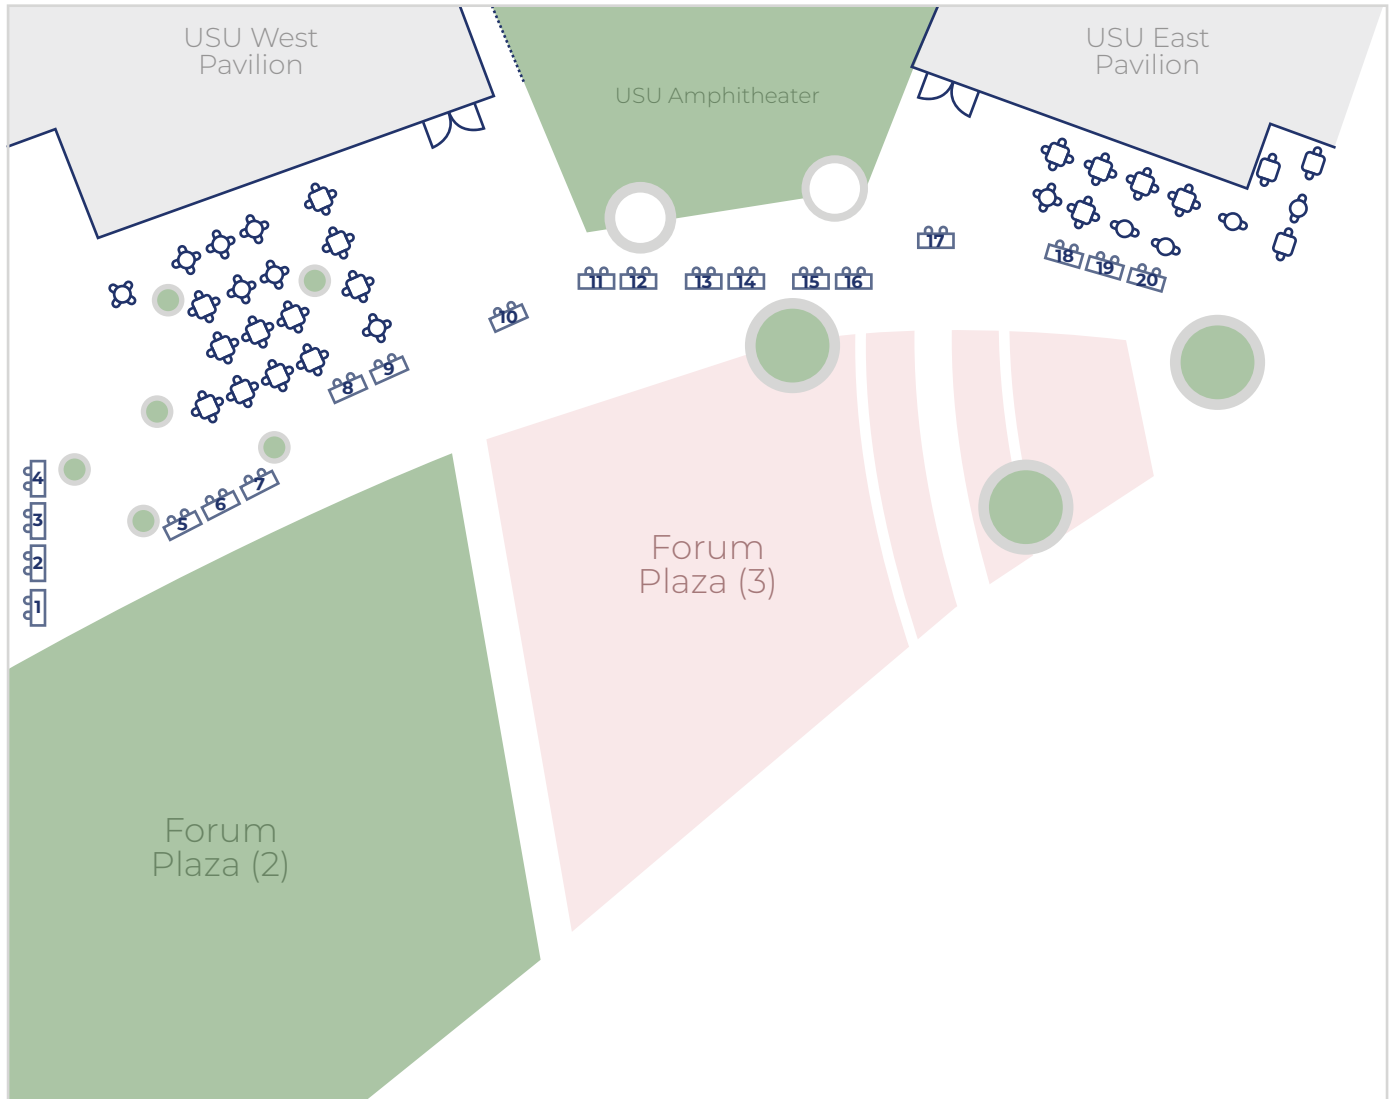 USU West
Pavilion
USU East
Pavilion
USU Amphitheater
17
18
19
20
11
12
13
14
15
16
10
9
8
4
7
6
5
3
2
1
Forum
Plaza (3)
Forum
Plaza (2)